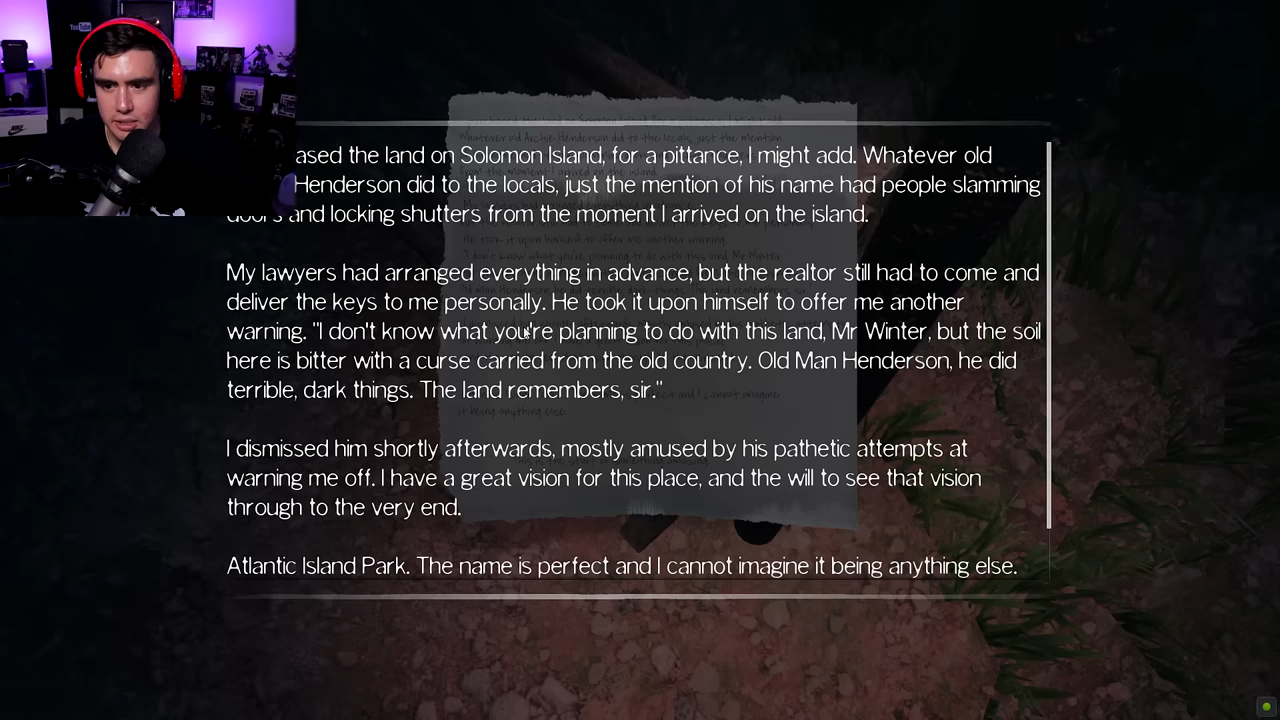 ased the land on Solomon Island, for a pittance, I might add. Whatever old
Henderson did to the locals, just the mention of his name had people slamming
doors and locking shutters from the moment I arrived on the island.
My lawyers had arranged everything in advance, but the realtor still had to come and
deliver the keys to me personally. He took it upon himself to offer me another
warning. "I don't know what you're planning to do with this land, Mr Winter, but the soil
here is bitter with a curse carried from the old country. Old Man Henderson, he did
terrible, dark things. The land remembers, sir."
I dismissed him shortly afterwards, mostly amused by his pathetic attempts at
warning me off. I have a great vision for this place, and the will to see that vision
through to the very end.
Atlantic Island Park. The name is perfect and I cannot imagine it being anything else.